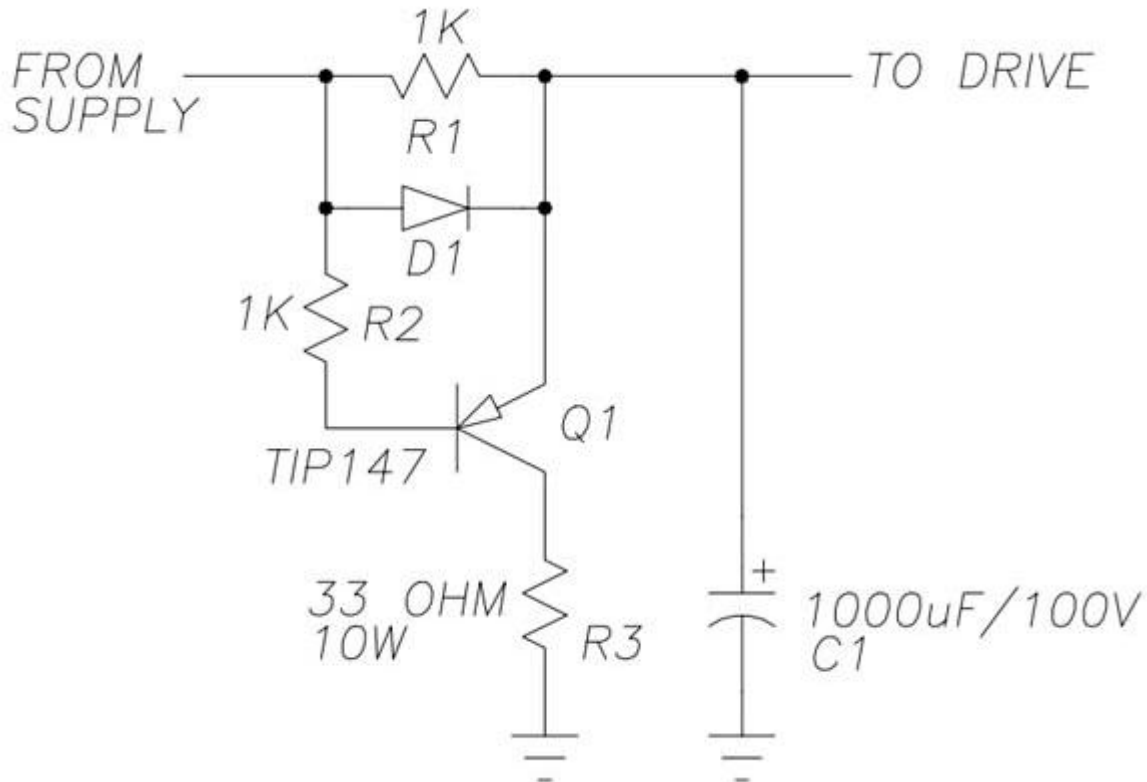 1K
FROM
SUPPLY
TO DRIVE
R1
D1
1K
R2
Q1
TIP147
33 OHM
10W
R3
+
1000uF/100V
C1